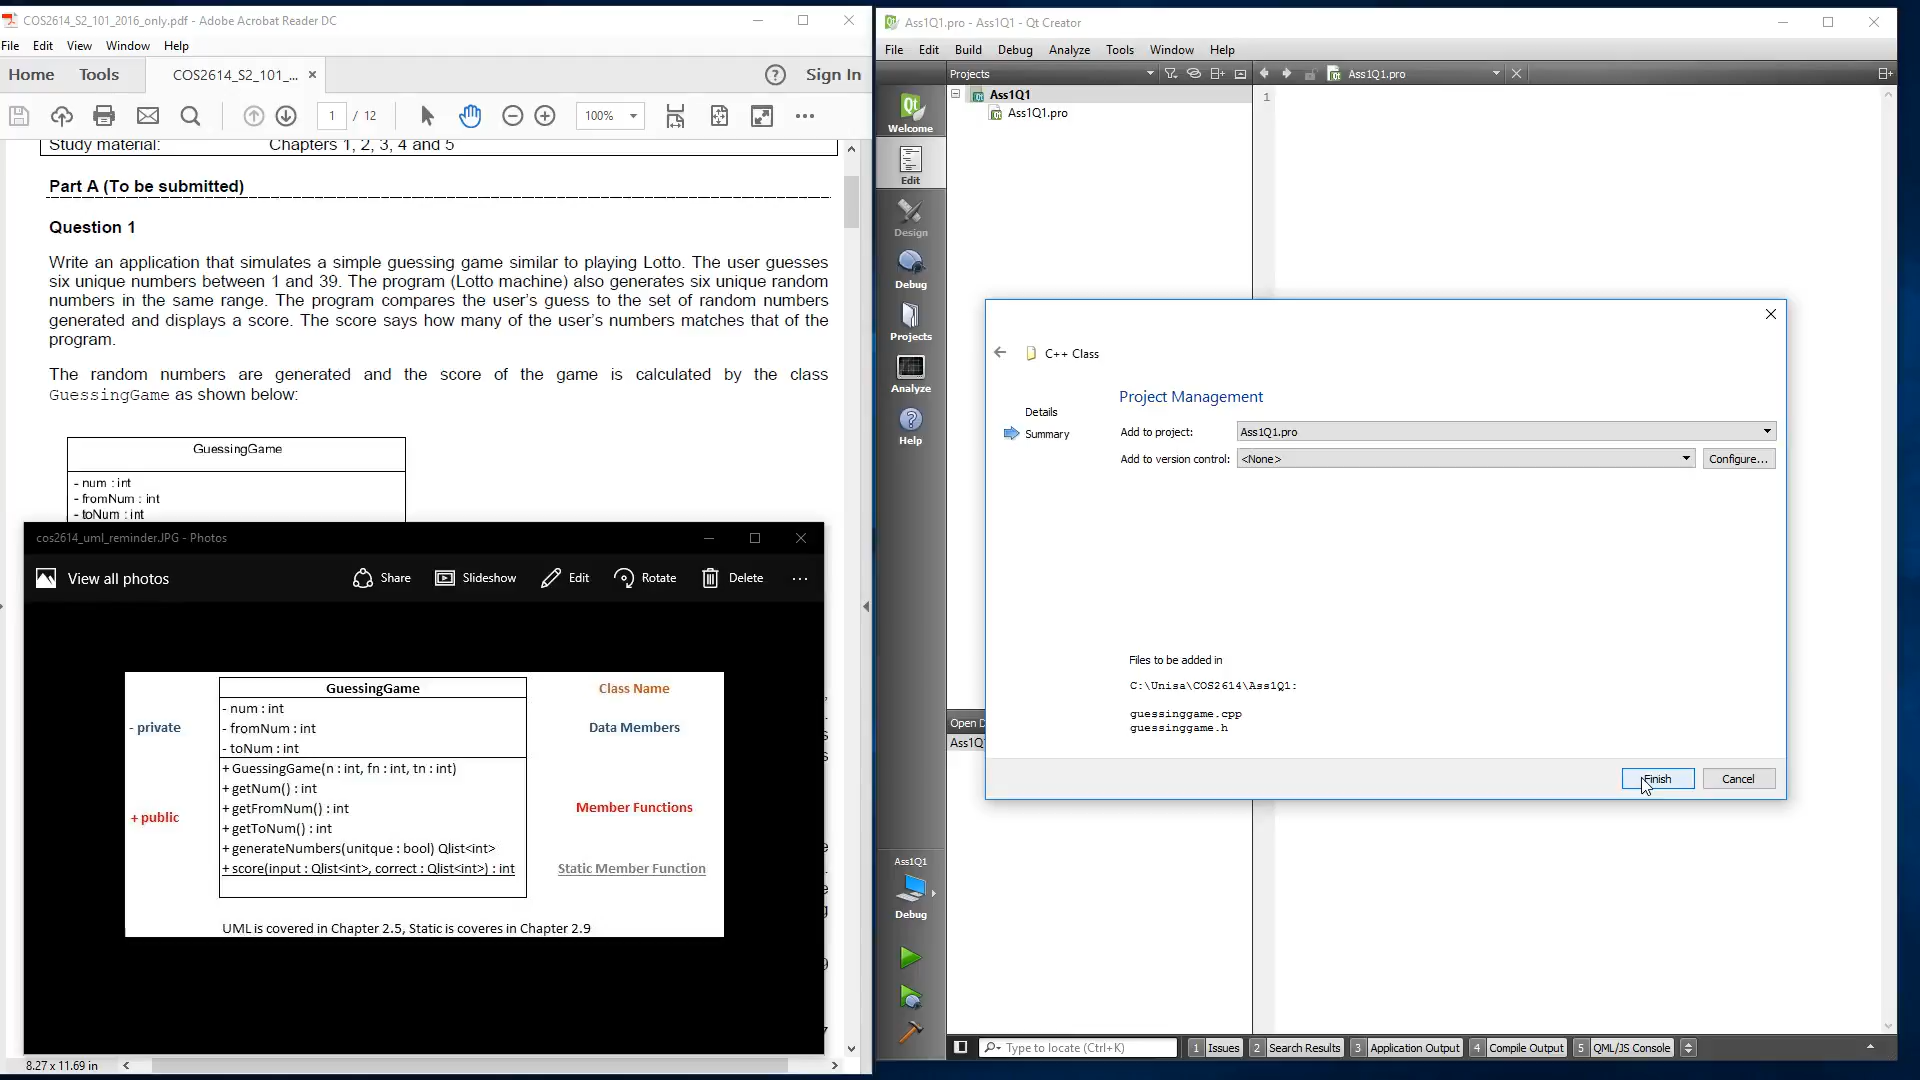 COS2614_S2_101_2016_only.pdf - Adobe Acrobat Reader DC
File Edit View Window Help
Home Tools COS2614_S2_101_... × Sign In
1 / 12 100%
Study material: Chapters 1, 2, 3, 4 and 5
Part A (To be submitted)
Question 1
Write an application that simulates a simple guessing game similar to playing Lotto. The user guesses
six unique numbers between 1 and 39. The program (Lotto machine) also generates six unique random
numbers in the same range. The program compares the user's guess to the set of random numbers
generated and displays a score. The score says how many of the user's numbers matches that of the
program.
The random numbers are generated and the score of the game is calculated by the class
GuessingGame as shown below:
GuessingGame
- num : int
- fromNum : int
- toNum : int
cos2614_uml_reminder.JPG - Photos
View all photos Share Slideshow Edit Rotate Delete ...
GuessingGame Class Name
- num : int
- private - fromNum : int Data Members
- toNum : int
+ GuessingGame(n : int, fn : int, tn : int)
+ getNum() : int
+ public + getFromNum() : int Member Functions
+ getToNum() : int
+ generateNumbers(unitque : bool) Qlist<int>
+ score(input : Qlist<int>, correct : Qlist<int>) : int Static Member Function
UML is covered in Chapter 2.5, Static is coveres in Chapter 2.9
8.27 x 11.69 in
Ass1Q1.pro - Ass1Q1 - Qt Creator
File Edit Build Debug Analyze Tools Window Help
Projects Ass1Q1.pro
Ass1Q1
Ass1Q1.pro
1
Welcome
Edit
Design
Debug
Projects
Analyze
Help
Open D
Ass1Q
C++ Class
Details
Summary
Project Management
Add to project: Ass1Q1.pro
Add to version control: <None> Configure...
Files to be added in
C:\Unisa\COS2614\Ass1Q1:
guessinggame.cpp
guessinggame.h
Finish Cancel
Ass1Q1
Debug
Type to locate (Ctrl+K) 1 Issues 2 Search Results 3 Application Output 4 Compile Output 5 QML/JS Console